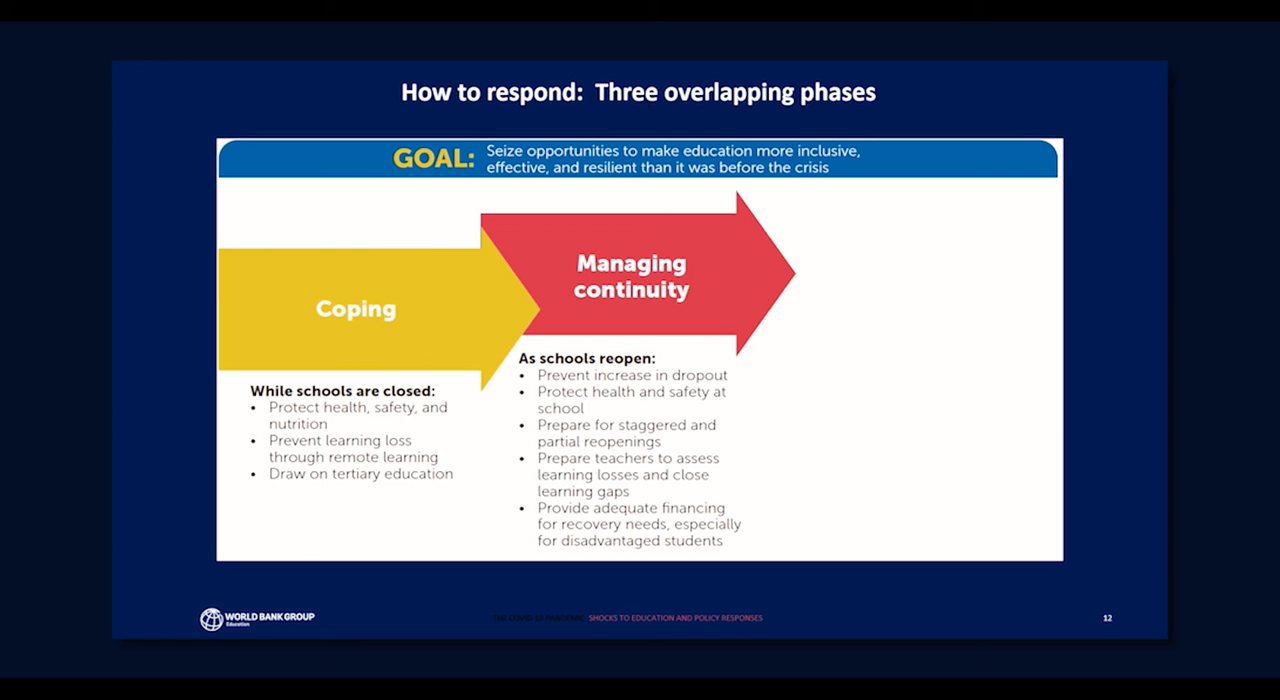 How to respond: Three overlapping phases
GOAL:
Seize opportunities to make education more inclusive,
effective, and resilient than it was before the crisis
Coping
Managing
continuity
While schools are closed:
• Protect health, safety, and
nutrition
• Prevent learning loss
through remote learning
• Draw on tertiary education
As schools reopen:
• Prevent increase in dropout
• Protect health and safety at
school
• Prepare for staggered and
partial reopenings
• Prepare teachers to assess
learning losses and close
learning gaps
• Provide adequate financing
for recovery needs, especially
for disadvantaged students
WORLD BANK GROUP
Education
THE COVID-19 PANDEMIC: SHOCKS TO EDUCATION AND POLICY RESPONSES
12